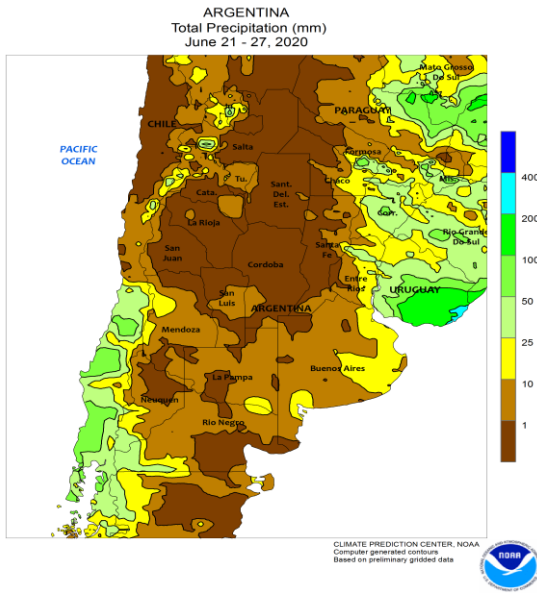 ARGENTINA
Total Precipitation (mm)
June 21 - 27, 2020
Mato Grosso
Do Sul
PARAGUAY
CHILE
PACIFIC
OCEAN
Salta
Formosa
Tu.
Sant.
Del.
Est.
Chaco
Mis.
Cata.
Corr.
La Rioja
Rio Grande
Do Sul
San
Juan
Santa
Fe
Cordoba
Entre
Rios
URUGUAY
San
Luis
ARGENTINA
Mendoza
Buenos Aires
La Pampa
Neuquen
Rio Negro
400
200
100
50
25
10
1
CLIMATE PREDICTION CENTER, NOAA
Computer generated contours
Based on preliminary gridded data
NOAA